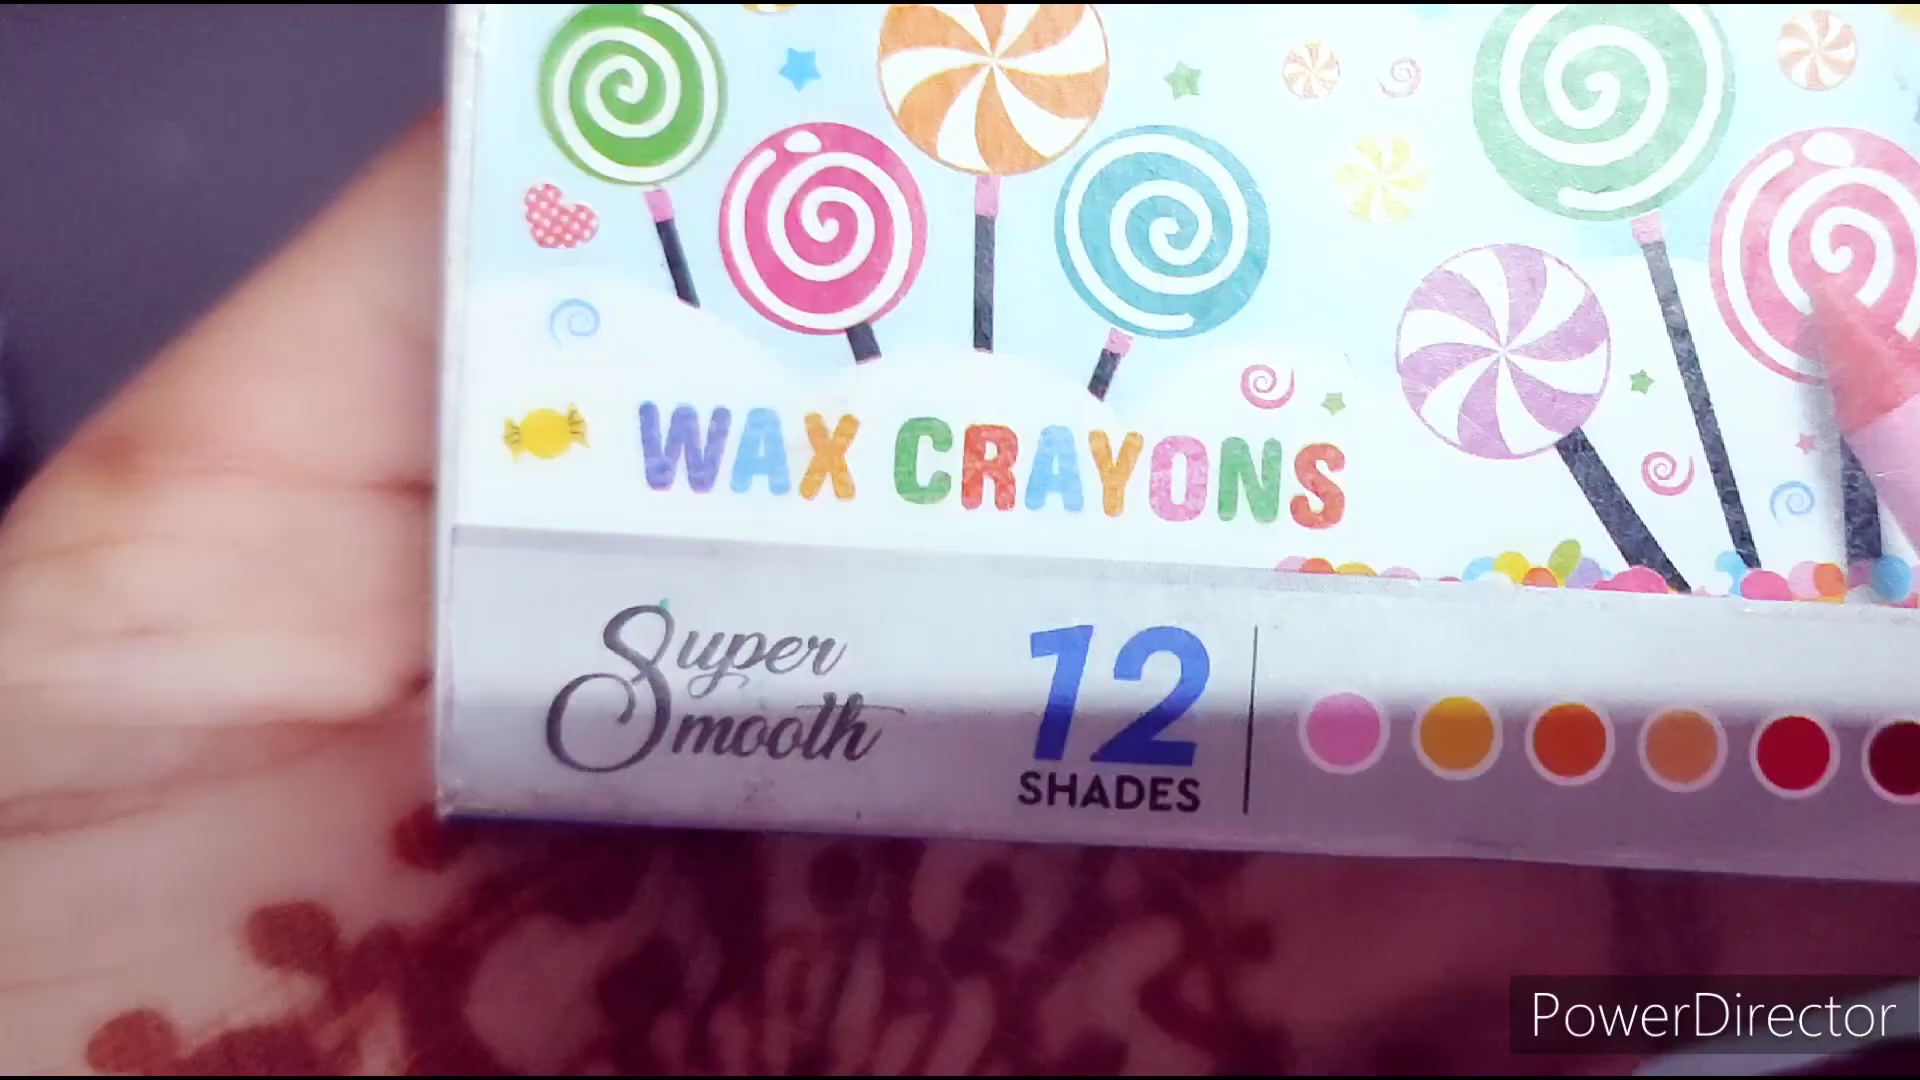 WAX CRAYONS
Super
Smooth
12
SHADES
PowerDirector